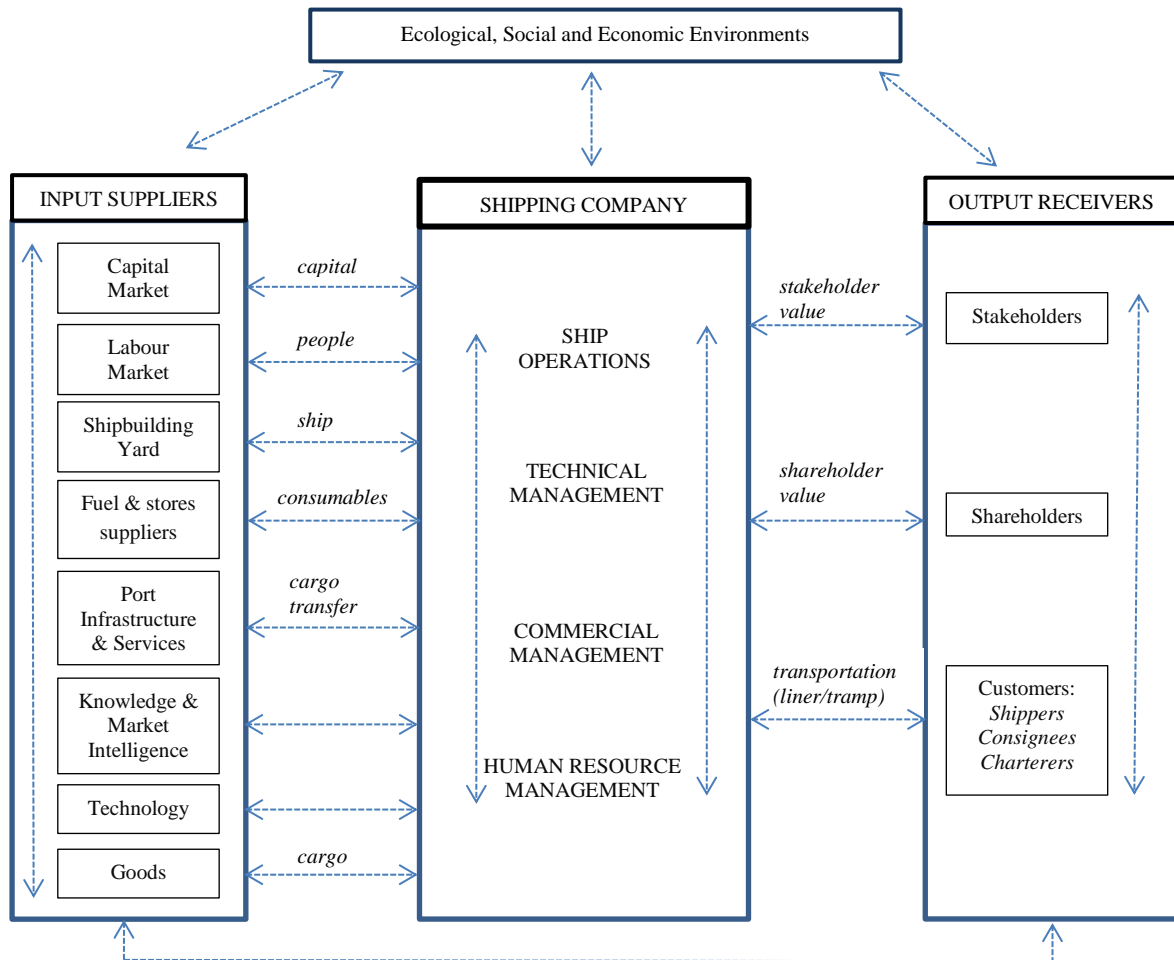 Ecological, Social and Economic Environments
INPUT SUPPLIERS
SHIPPING COMPANY
OUTPUT RECEIVERS
Capital
Market
Labour
Market
Shipbuilding
Yard
Fuel & stores
suppliers
Port
Infrastructure
& Services
Knowledge &
Market
Intelligence
Technology
Goods
capital
people
ship
consumables
cargo
transfer
cargo
SHIP
OPERATIONS
TECHNICAL
MANAGEMENT
COMMERCIAL
MANAGEMENT
HUMAN RESOURCE
MANAGEMENT
stakeholder
value
shareholder
value
transportation
(liner/tramp)
Stakeholders
Shareholders
Customers:
Shippers
Consignees
Charterers